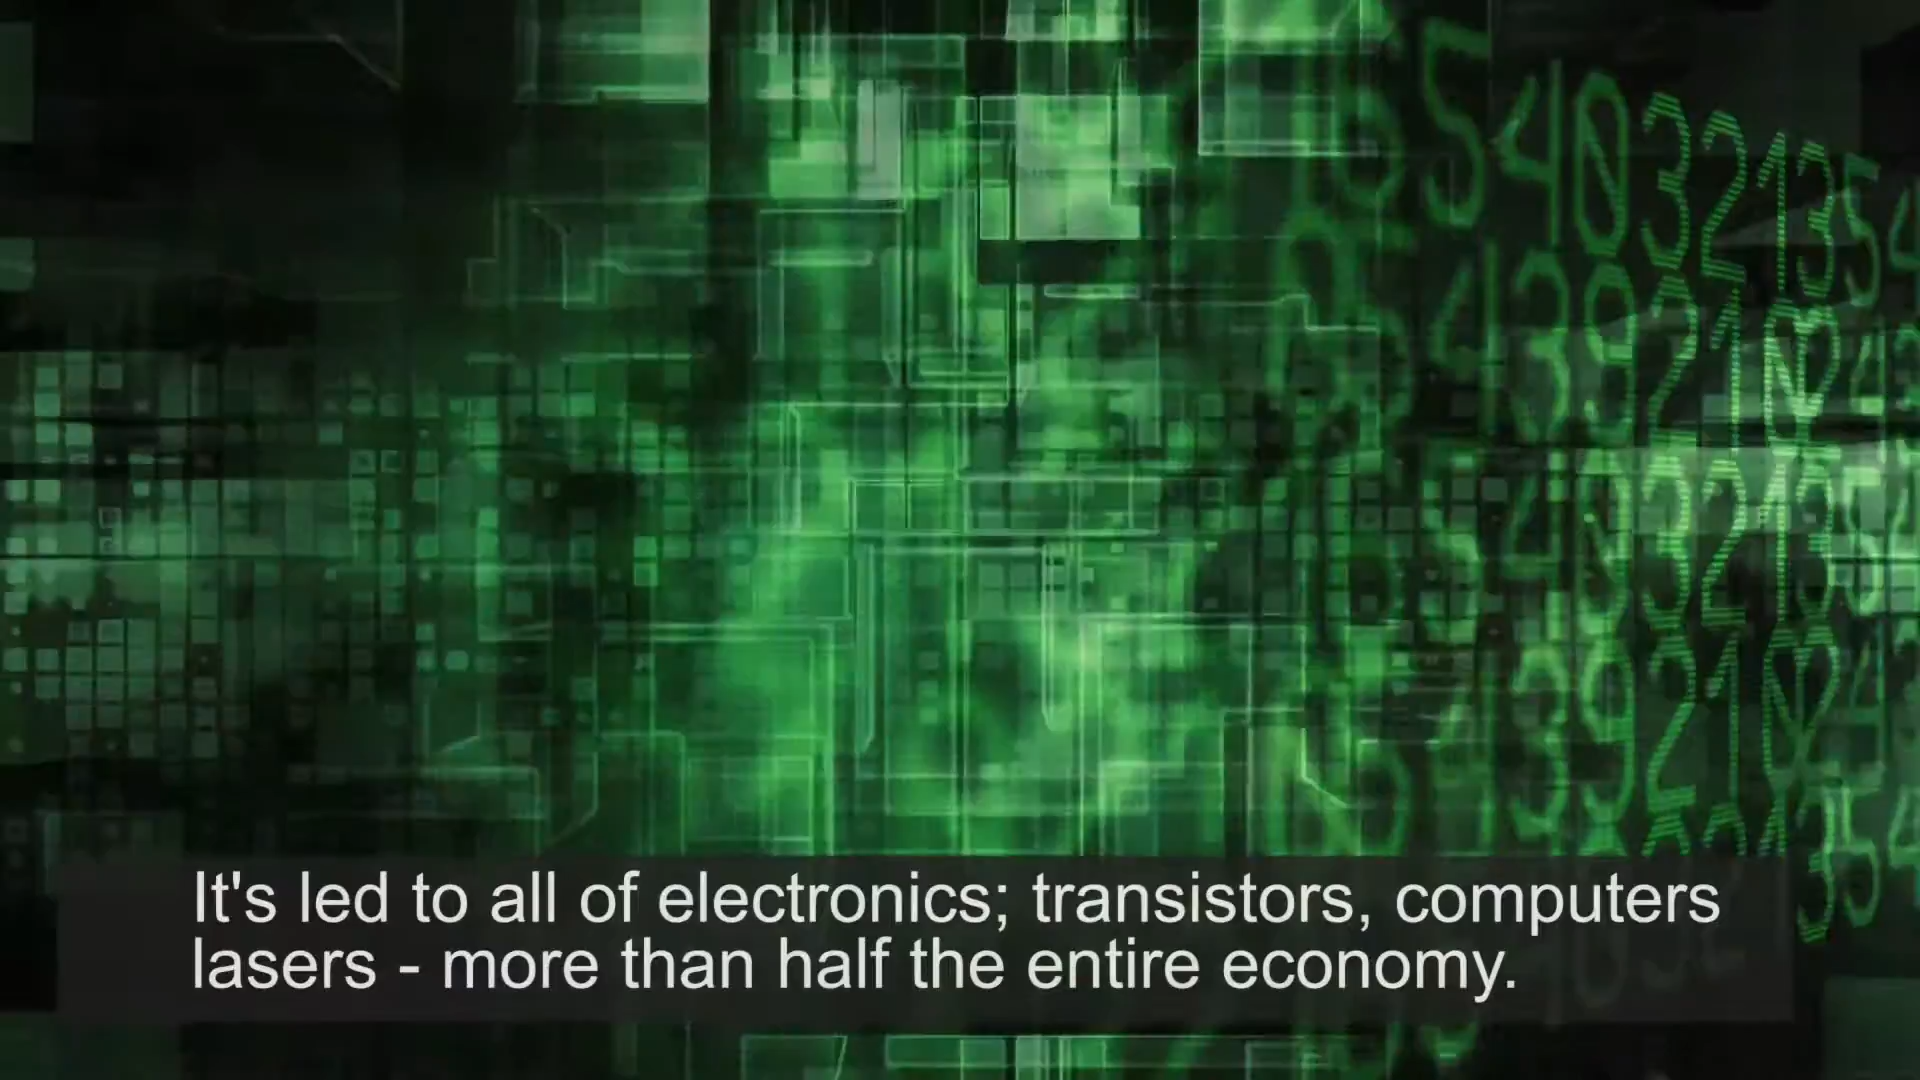 It's led to all of electronics; transistors, computers
lasers - more than half the entire economy.